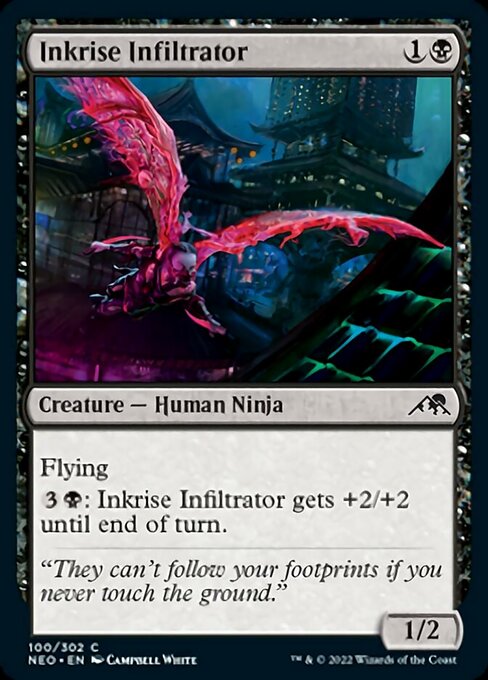 Inkrise Infiltrator 1
Creature — Human Ninja
Flying
3 : Inkrise Infiltrator gets +2/+2
until end of turn.
“They can’t follow your footprints if you
never touch the ground.”
1/2
100/302 C
NEO • EN Campbell White
™ & © 2022 Wizards of the Coast